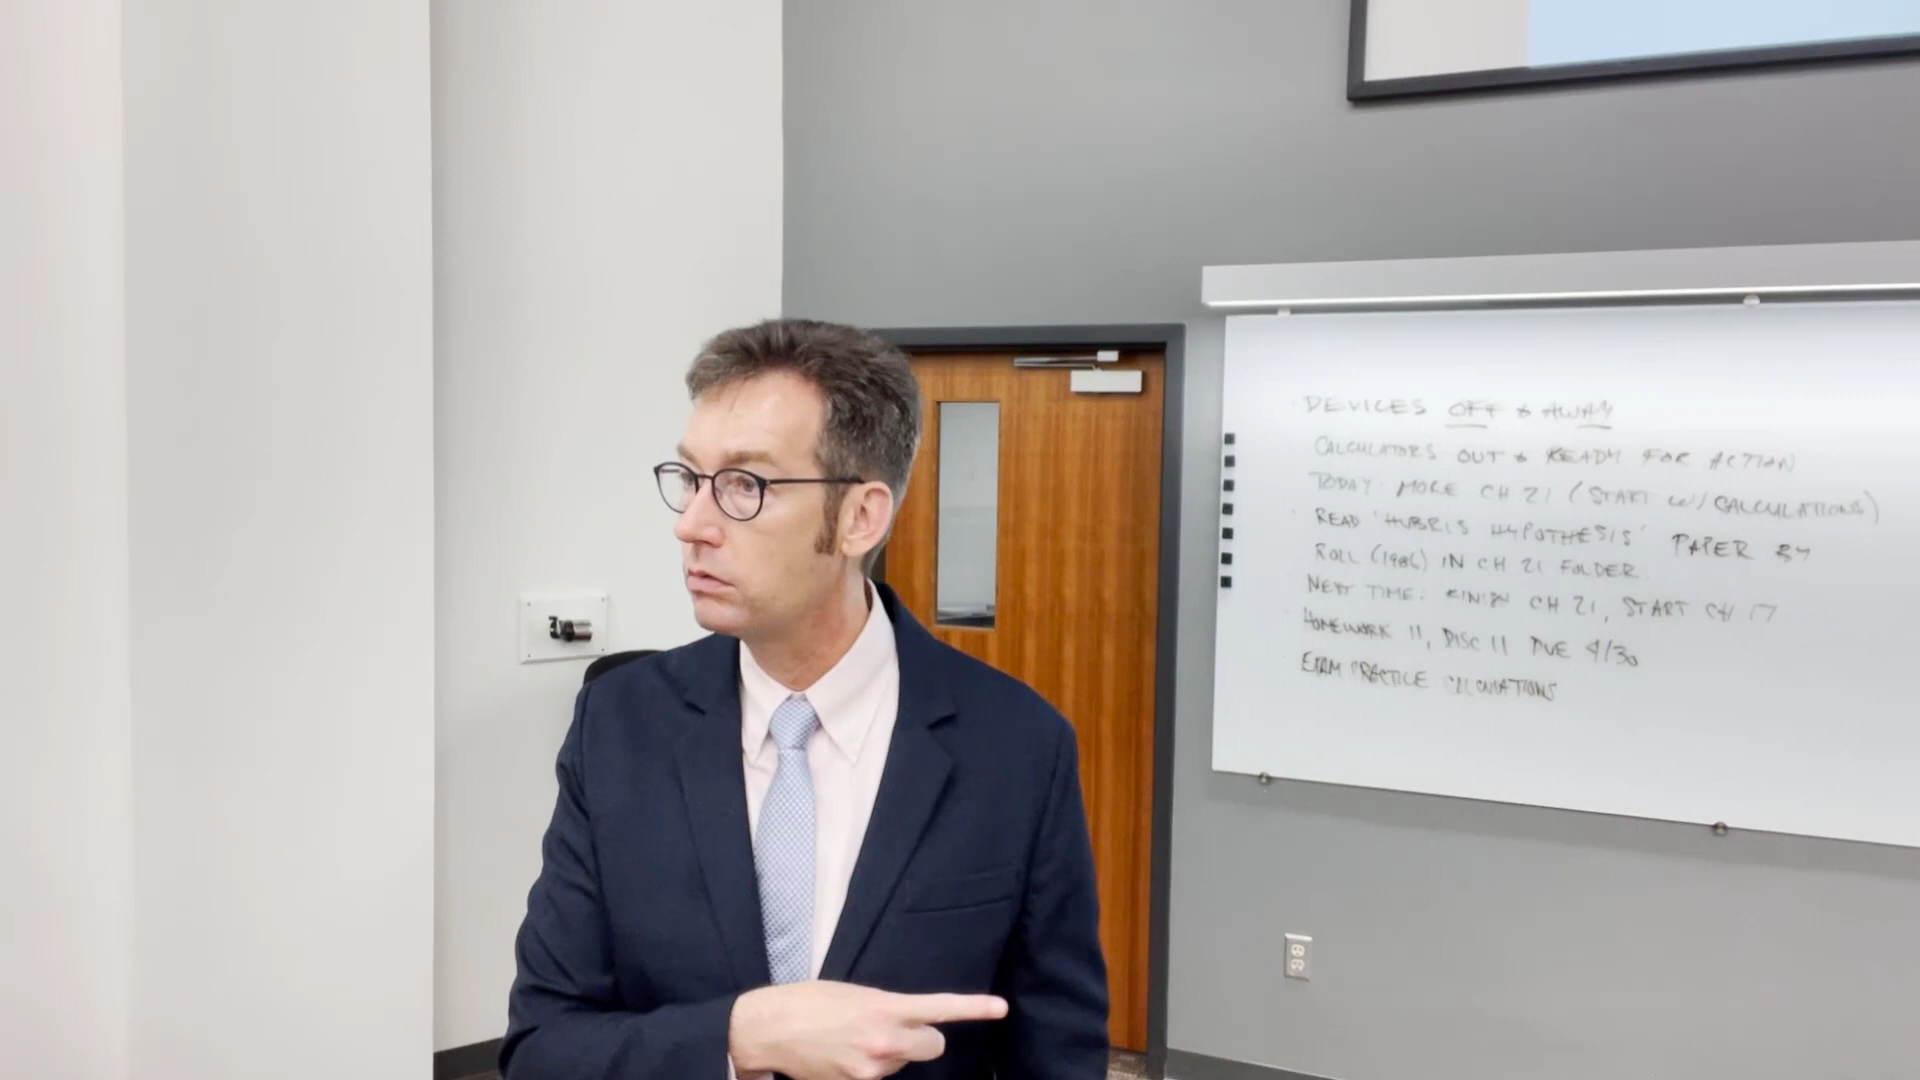 DEVICES OFF & AWAY
CALCULATORS OUT & READY FOR ACTION
TODAY: MORE CH 21 (START W/ CALCULATIONS)
READ "HUBRIS HYPOTHESIS" PAPER BY
ROLL (1986) IN CH 21 FOLDER.
NEXT TIME: FINISH CH 21, START CH 17
HOMEWORK 11, DISC 11 DUE 4/30
EXAM PRACTICE CALCULATIONS